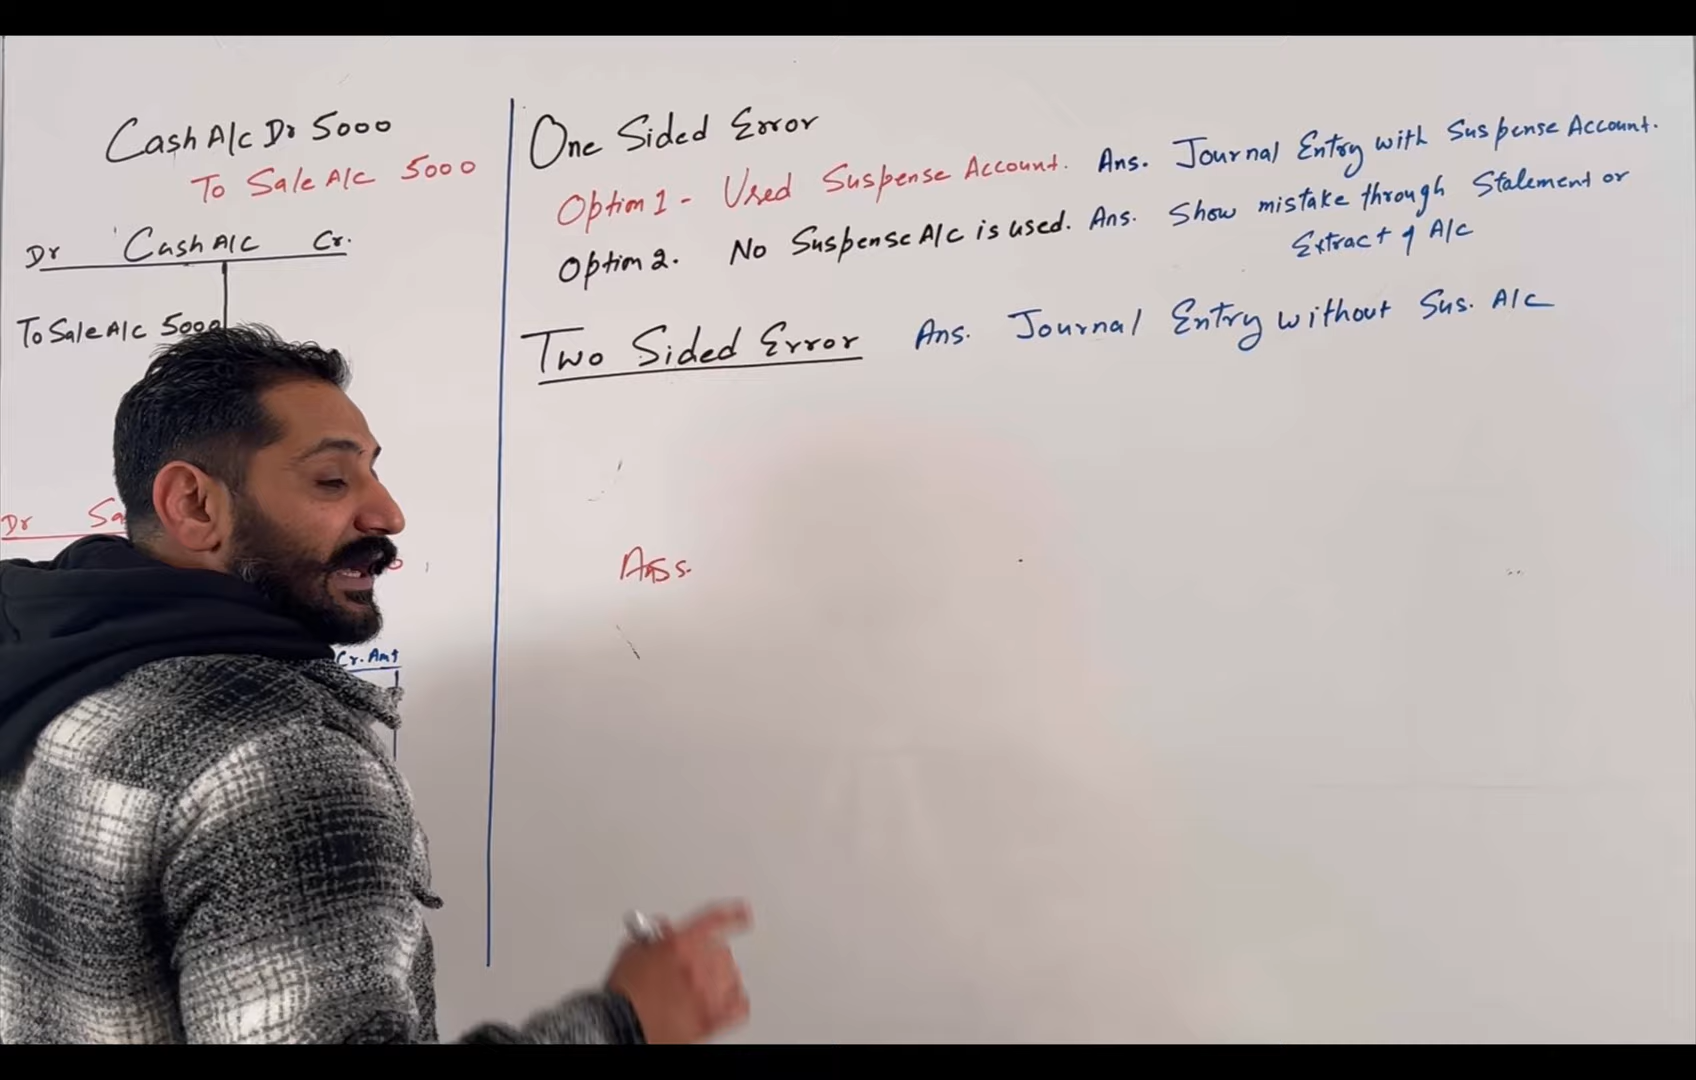 Cash A/c Dr 5000
To Sale A/c 5000
Dr Cash A/c Cr.
To Sale A/c 5000
Dr Sa
Cr. Amt
One Sided Error
Option 1 - Used Suspense Account. Ans. Journal Entry with Suspense Account.
Option 2. No Suspense A/c is used. Ans. Show mistake through Statement or
Extract of A/c
Two Sided Error Ans. Journal Entry without Sus. A/c